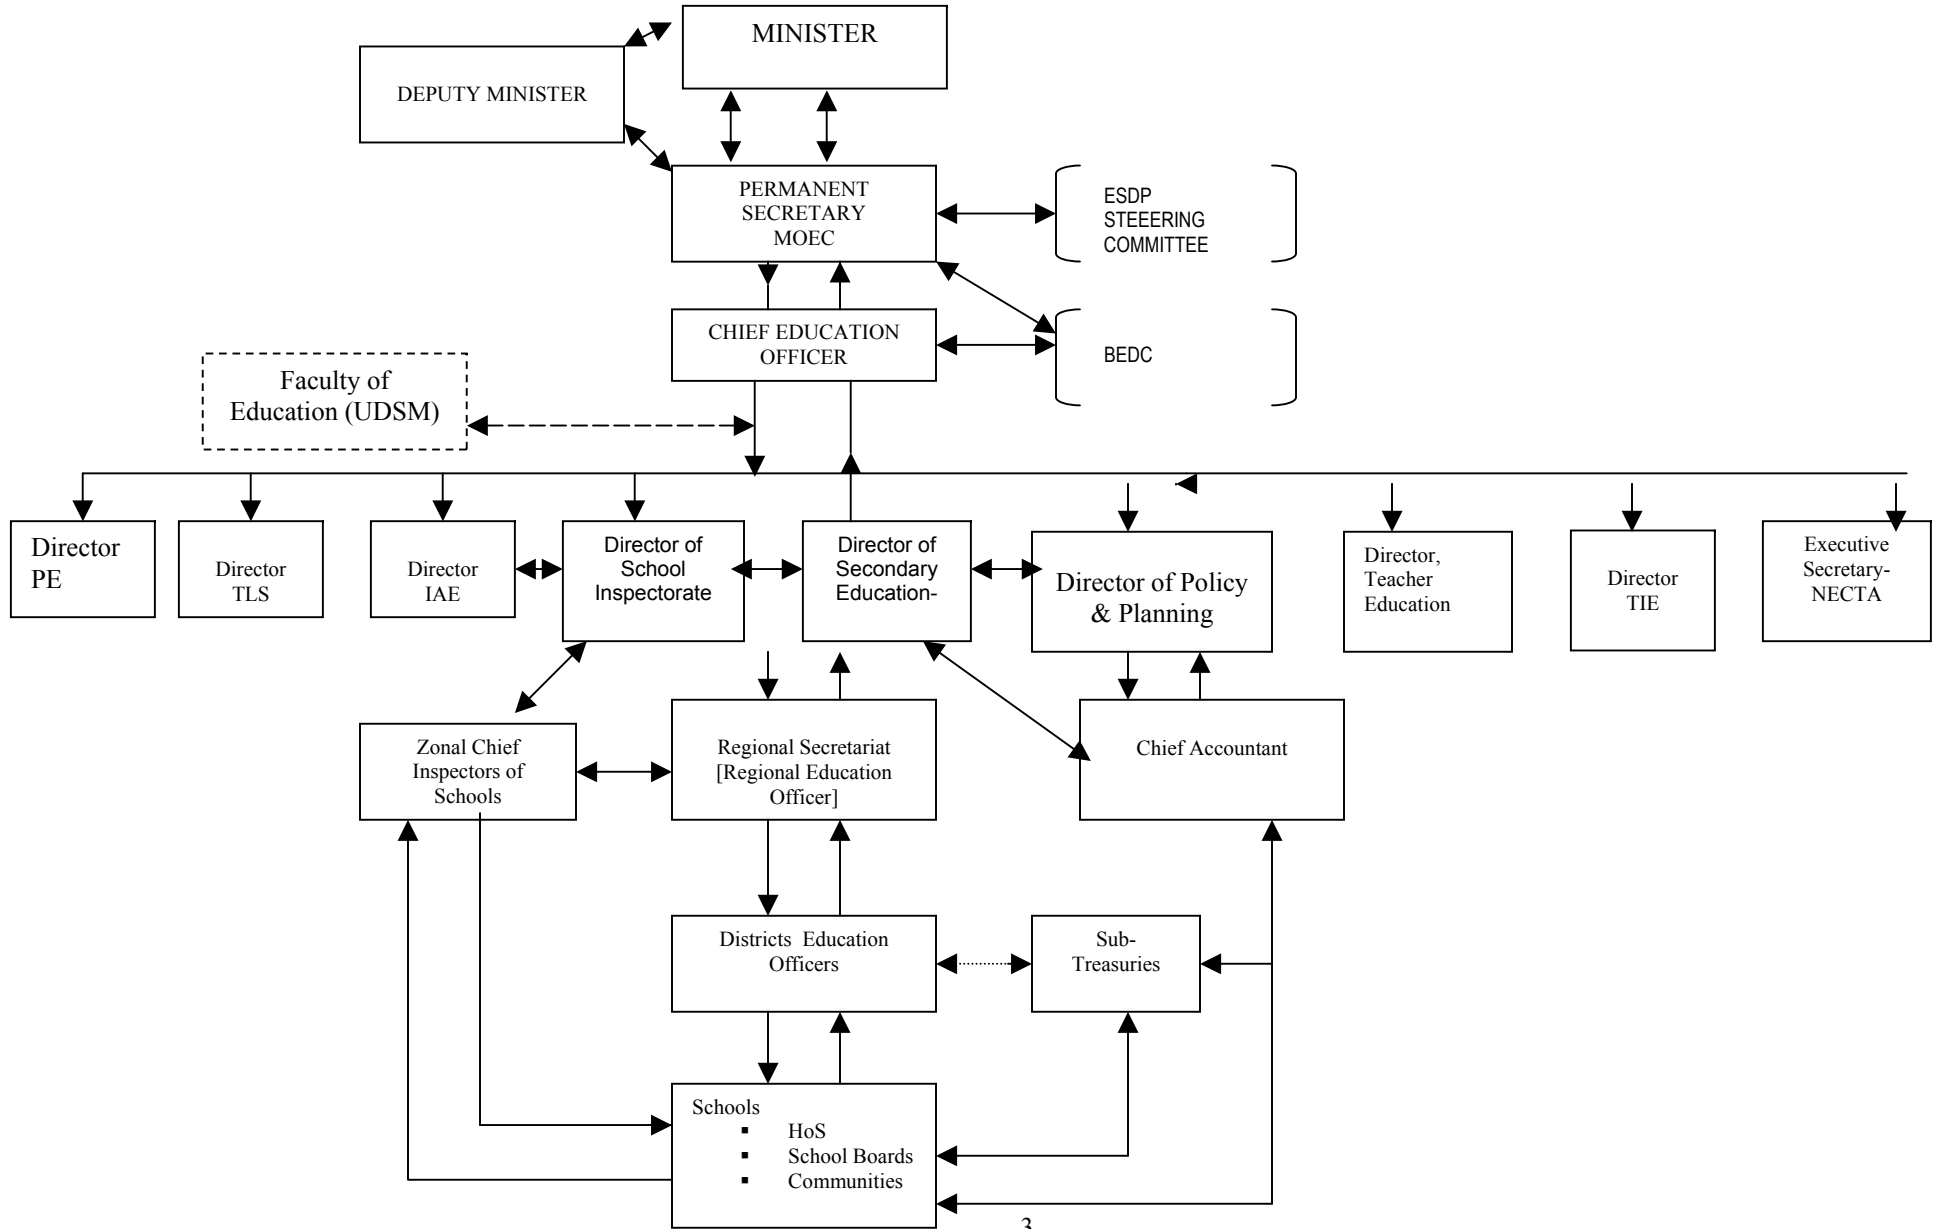 MINISTER
DEPUTY MINISTER
PERMANENT
SECRETARY
MOEC
ESDP
STEEERING
COMMITTEE
CHIEF EDUCATION
OFFICER
BEDC
Faculty of
Education (UDSM)
Director
PE
Director
TLS
Director
IAE
Director of
School
Inspectorate
Director of
Secondary
Education-
Director of Policy
& Planning
Director,
Teacher
Education
Director
TIE
Executive
Secretary-
NECTA
Zonal Chief
Inspectors of
Schools
Regional Secretariat
[Regional Education
Officer]
Chief Accountant
Districts  Education
Officers
Sub-
Treasuries
Schools
▪ HoS
▪ School Boards
▪ Communities
3